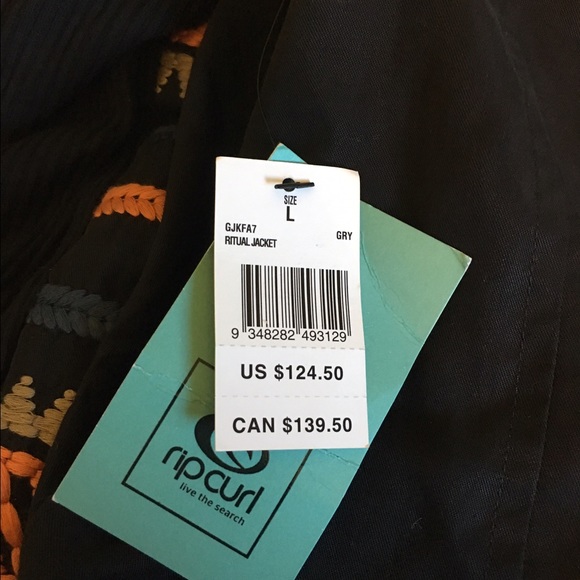 SIZE
L
GJKFA7
GRY
RITUAL JACKET
9 348282 493129
US $124.50
CAN $139.50
rip curl
live the search